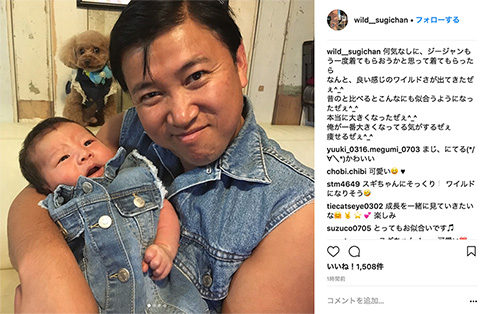 wild__sugichan • フォローする
wild__sugichan 何気なしに、ジージャンも
う一度着てもらおうかと思って着てもらった
ら
なんと、良い感じのワイルドさが出てきたぜ
ぇ^_^
昔のと比べるとこんなにも似合うようになっ
たぜぇ^_^
本当に大きくなったぜぇ^_^
俺が一番大きくなってる気がするぜぇ
痩せるぜぇ^_^
yuuki_0316.megumi_0703 まじ、にてる(*/
∀＼*)かわいい
chobi.chibi 可愛い😆♥
stm4649 スギちゃんにそっくり❕ ワイルド
になりそう🤣
tiecatseye0302 成長を一緒に見ていきたい
な😊✌️⭐💕 楽しみ
suzuco0705 とってもお似合いです🎵
いいね！1,508件
1時間前
コメントを追加...